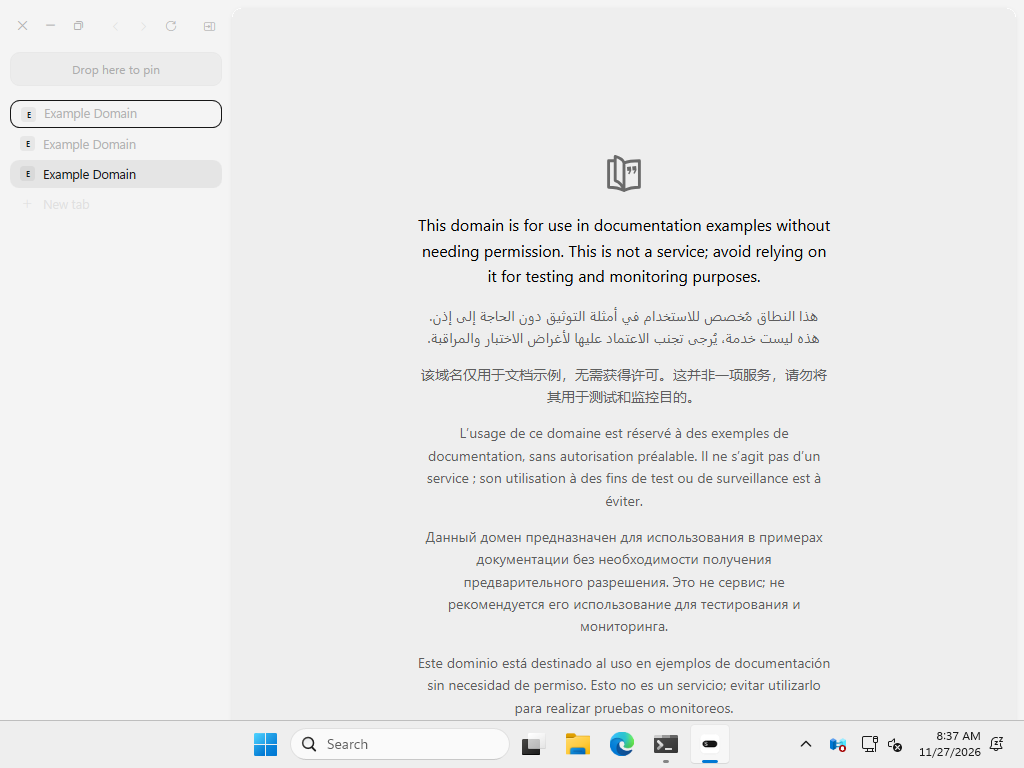 Drop here to pin
E Example Domain
E Example Domain
E Example Domain
New tab
This domain is for use in documentation examples without
needing permission. This is not a service; avoid relying on
it for testing and monitoring purposes.
هذا النطاق مُخصص للاستخدام في أمثلة التوثيق دون الحاجة إلى إذن.
هذه ليست خدمة، يُرجى تجنب الاعتماد عليها لأغراض الاختبار والمراقبة.
该域名仅用于文档示例，无需获得许可。这并非一项服务，请勿将
其用于测试和监控目的。
L’usage de ce domaine est réservé à des exemples de
documentation, sans autorisation préalable. Il ne s’agit pas d’un
service ; son utilisation à des fins de test ou de surveillance est à
éviter.
Данный домен предназначен для использования в примерах
документации без необходимости получения
предварительного разрешения. Это не сервис; не
рекомендуется его использование для тестирования и
мониторинга.
Este dominio está destinado al uso en ejemplos de documentación
sin necesidad de permiso. Esto no es un servicio; evitar utilizarlo
para realizar pruebas o monitoreos.
Search
8:37 AM
11/27/2026